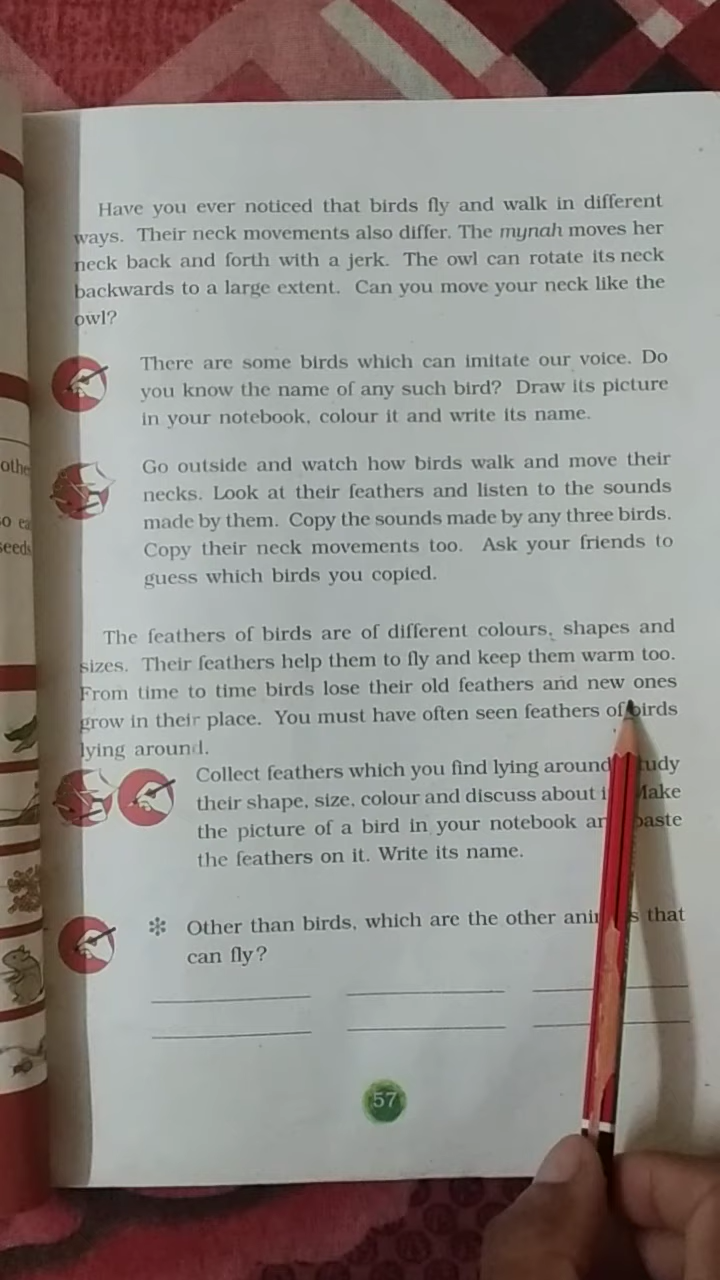 Have you ever noticed that birds fly and walk in different
ways. Their neck movements also differ. The mynah moves her
neck back and forth with a jerk. The owl can rotate its neck
backwards to a large extent. Can you move your neck like the
owl?
There are some birds which can imitate our voice. Do
you know the name of any such bird? Draw its picture
in your notebook, colour it and write its name.
Go outside and watch how birds walk and move their
necks. Look at their feathers and listen to the sounds
made by them. Copy the sounds made by any three birds.
Copy their neck movements too. Ask your friends to
guess which birds you copied.
The feathers of birds are of different colours, shapes and
sizes. Their feathers help them to fly and keep them warm too.
From time to time birds lose their old feathers and new ones
grow in their place. You must have often seen feathers of birds
lying around.
Collect feathers which you find lying around
their shape, size, colour and discuss about
the picture of a bird in your notebook paste
the feathers on it. Write its name.
Other than birds, which are the other that
can fly?
57
seeds